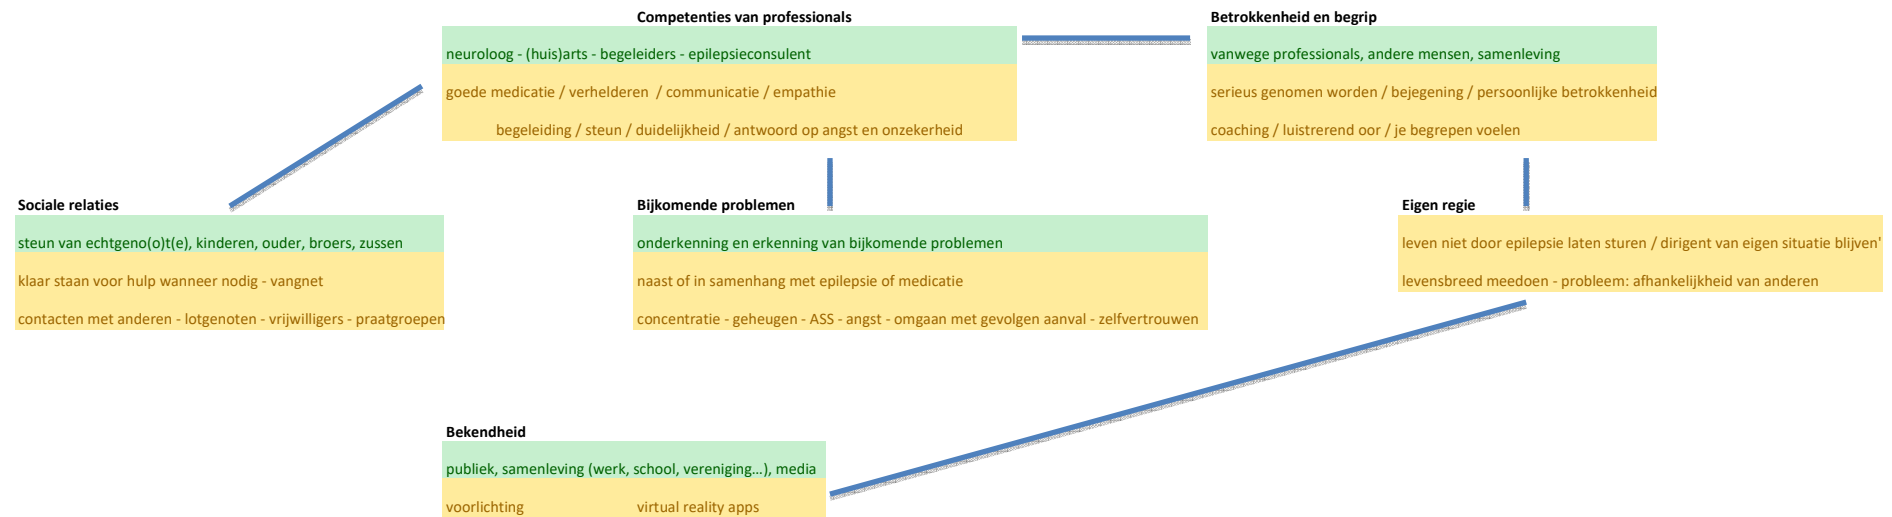 Competenties van professionals
neuroloog - (huis)arts - begeleiders - epilepsieconsulent
goede medicatie / verhelderen / communicatie / empathie
begeleiding / steun / duidelijkheid / antwoord op angst en onzekerheid
Betrokkenheid en begrip
vanwege professionals, andere mensen, samenleving
serieus genomen worden / bejegening / persoonlijke betrokkenheid
coaching / luistrerend oor / je begrepen voelen
Sociale relaties
steun van echtgeno(o)t(e), kinderen, ouder, broers, zussen
klaar staan voor hulp wanneer nodig - vangnet
contacten met anderen - lotgenoten - vrijwilligers - praatgroepen
Bijkomende problemen
onderkenning en erkenning van bijkomende problemen
naast of in samenhang met epilepsie of medicatie
concentratie - geheugen - ASS - angst - omgaan met gevolgen aanval - zelfvertrouwen
Eigen regie
leven niet door epilepsie laten sturen / dirigent van eigen situatie blijven'
levensbreed meedoen - probleem: afhankelijkheid van anderen
Bekendheid
publiek, samenleving (werk, school, vereniging...), media
voorlichting virtual reality apps